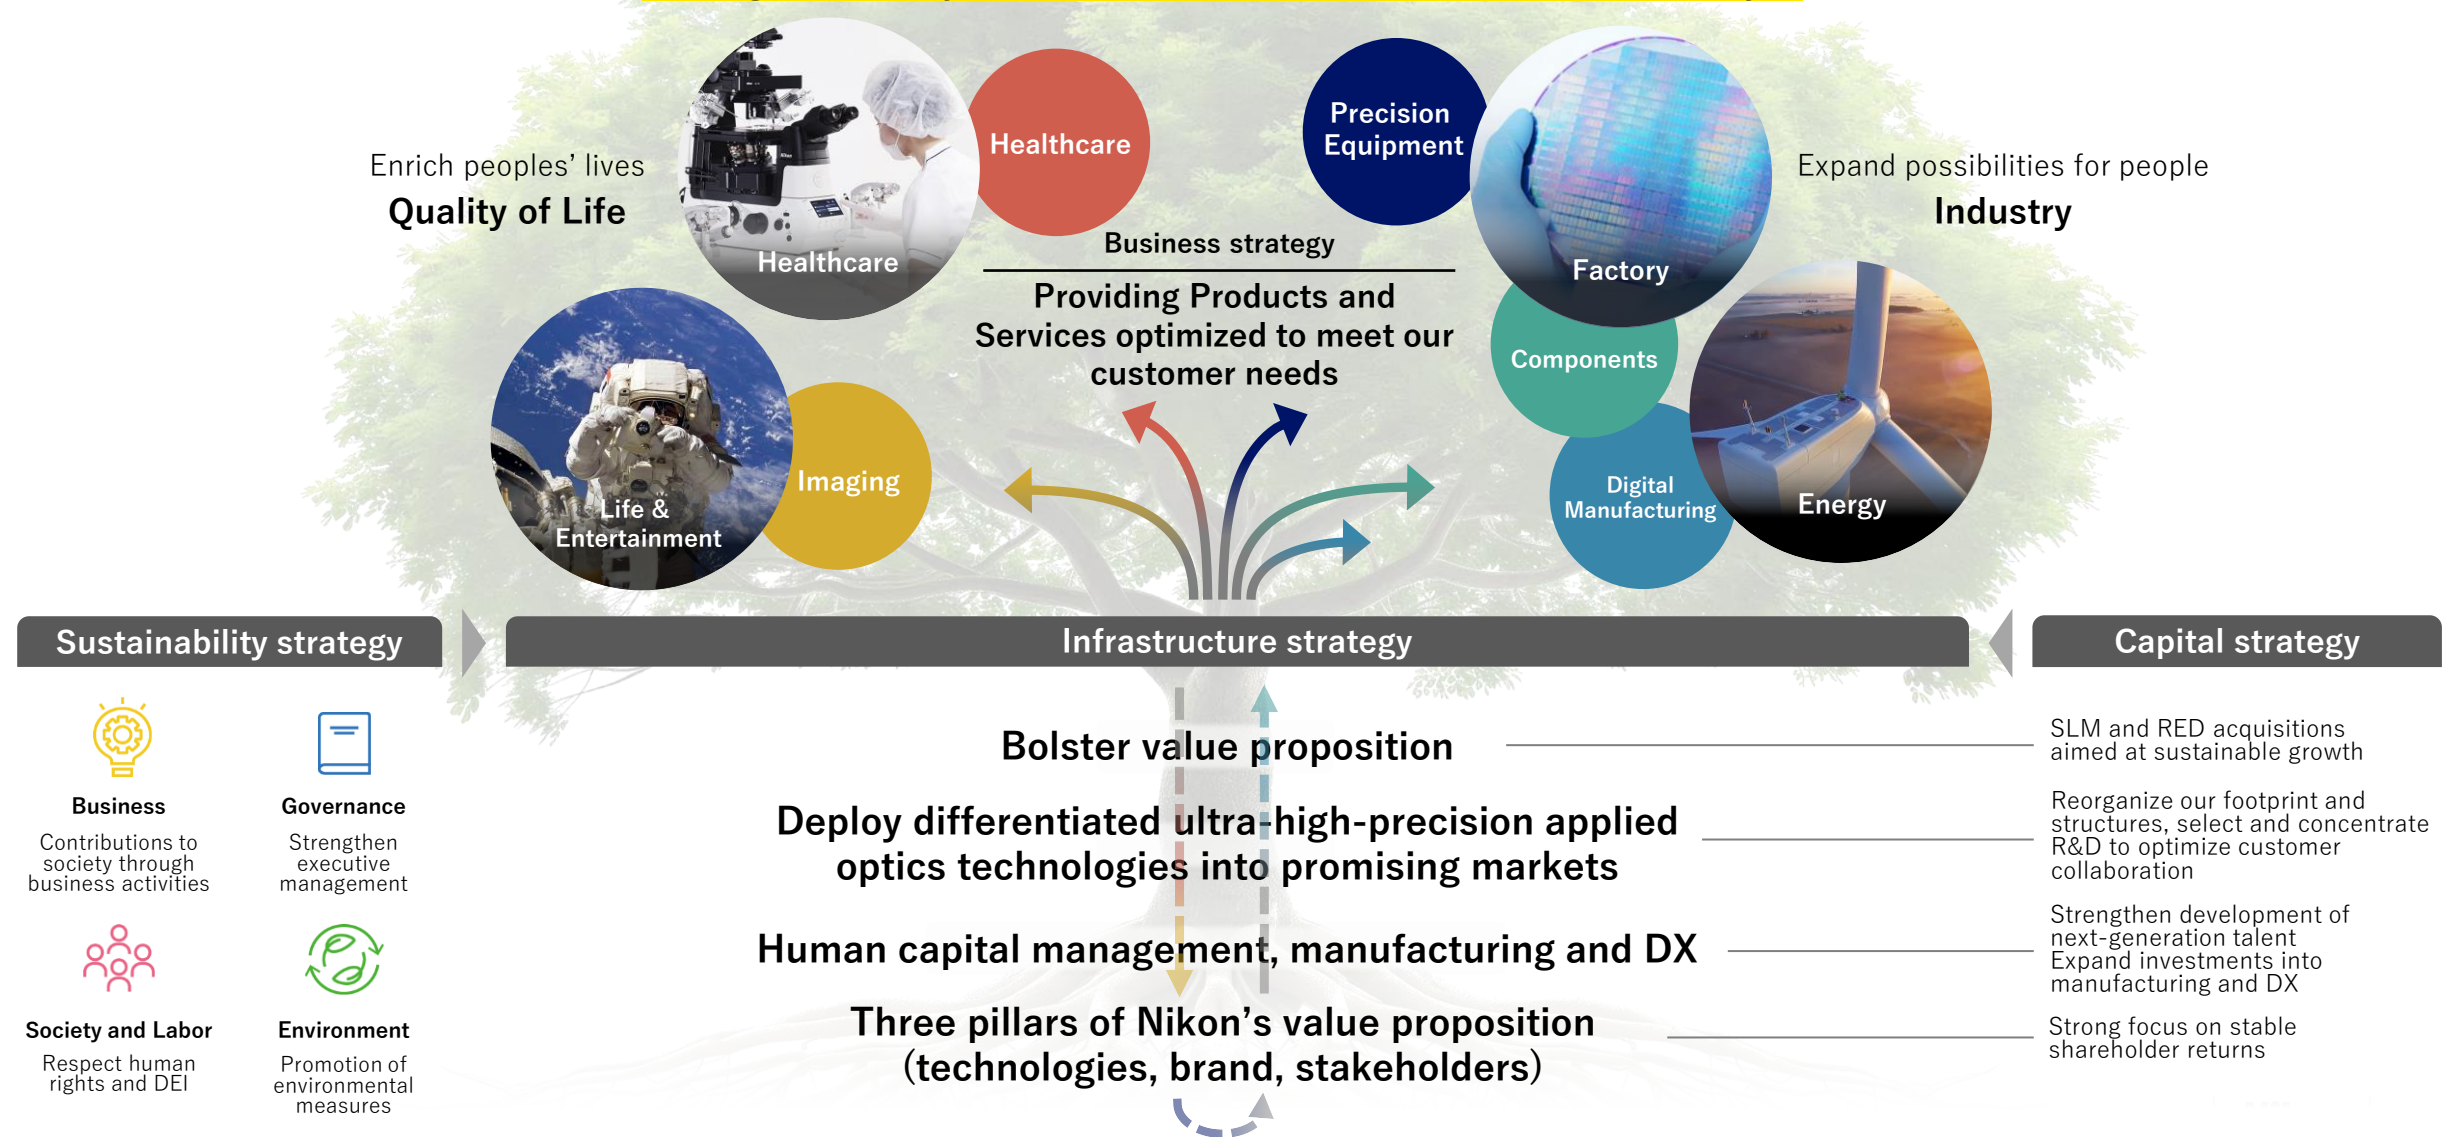 Enrich peoples’ lives
Quality of Life
Healthcare
Healthcare
Precision
Equipment
Factory
Expand possibilities for people
Industry
Business strategy
Providing Products and
Services optimized to meet our
customer needs
Life &
Entertainment
Imaging
Components
Digital
Manufacturing
Energy
Sustainability strategy
Business
Contributions to
society through
business activities
Governance
Strengthen
executive
management
Society and Labor
Respect human
rights and DEI
Environment
Promotion of
environmental
measures
Infrastructure strategy
Bolster value proposition
Deploy differentiated ultra-high-precision applied
optics technologies into promising markets
Human capital management, manufacturing and DX
Three pillars of Nikon’s value proposition
(technologies, brand, stakeholders)
Capital strategy
SLM and RED acquisitions
aimed at sustainable growth
Reorganize our footprint and
structures, select and concentrate
R&D to optimize customer
collaboration
Strengthen development of
next-generation talent
Expand investments into
manufacturing and DX
Strong focus on stable
shareholder returns